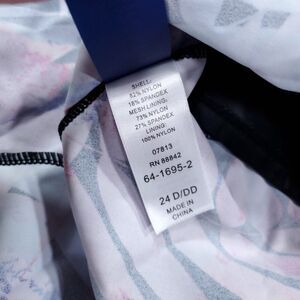 SHELL:
82% NYLON
18% SPANDEX
MESH LINING:
73% NYLON
27% SPANDEX
LINING:
100% NYLON
07813
RN 88842
64-1695-2
24 D/DD
MADE IN
CHINA